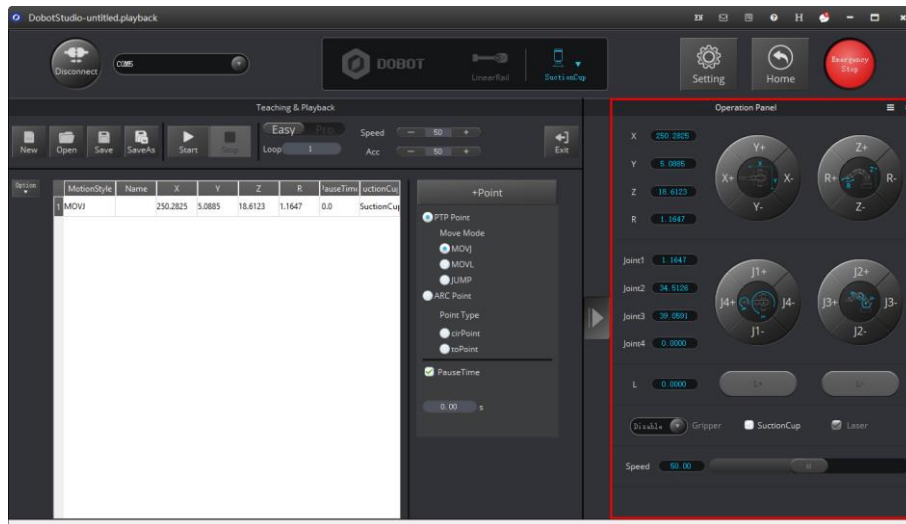 DobotStudio-untitled.playback
H
Disconnect
COM5
DOBOT
LinearRail
SuctionCup
Setting
Home
Emergency
Stop
Teaching & Playback
New
Open
Save
SaveAs
Start
Stop
Easy
Pro
Loop
1
Speed
50
Acc
50
Exit
Option
MotionStyle Name X Y Z R PauseTime uctionCup
1 MOVJ 250.2825 5.0885 18.6123 1.1647 0.0 SuctionCup
+Point
PTP Point
Move Mode
MOVJ
MOVL
JUMP
ARC Point
Point Type
cirPoint
toPoint
PauseTime
0.00 s
Operation Panel
X 250.2825
Y 5.0885
Z 18.6123
R 1.1647
Y+
X+
X-
Y-
Z+
R+
R-
Z-
Joint1 1.1647
Joint2 34.5126
Joint3 39.0591
Joint4 0.0000
J1+
J4+
J4-
J1-
J2+
J3+
J3-
J2-
L 0.0000
L+
L-
Disable
Gripper
SuctionCup
Laser
Speed 50.00